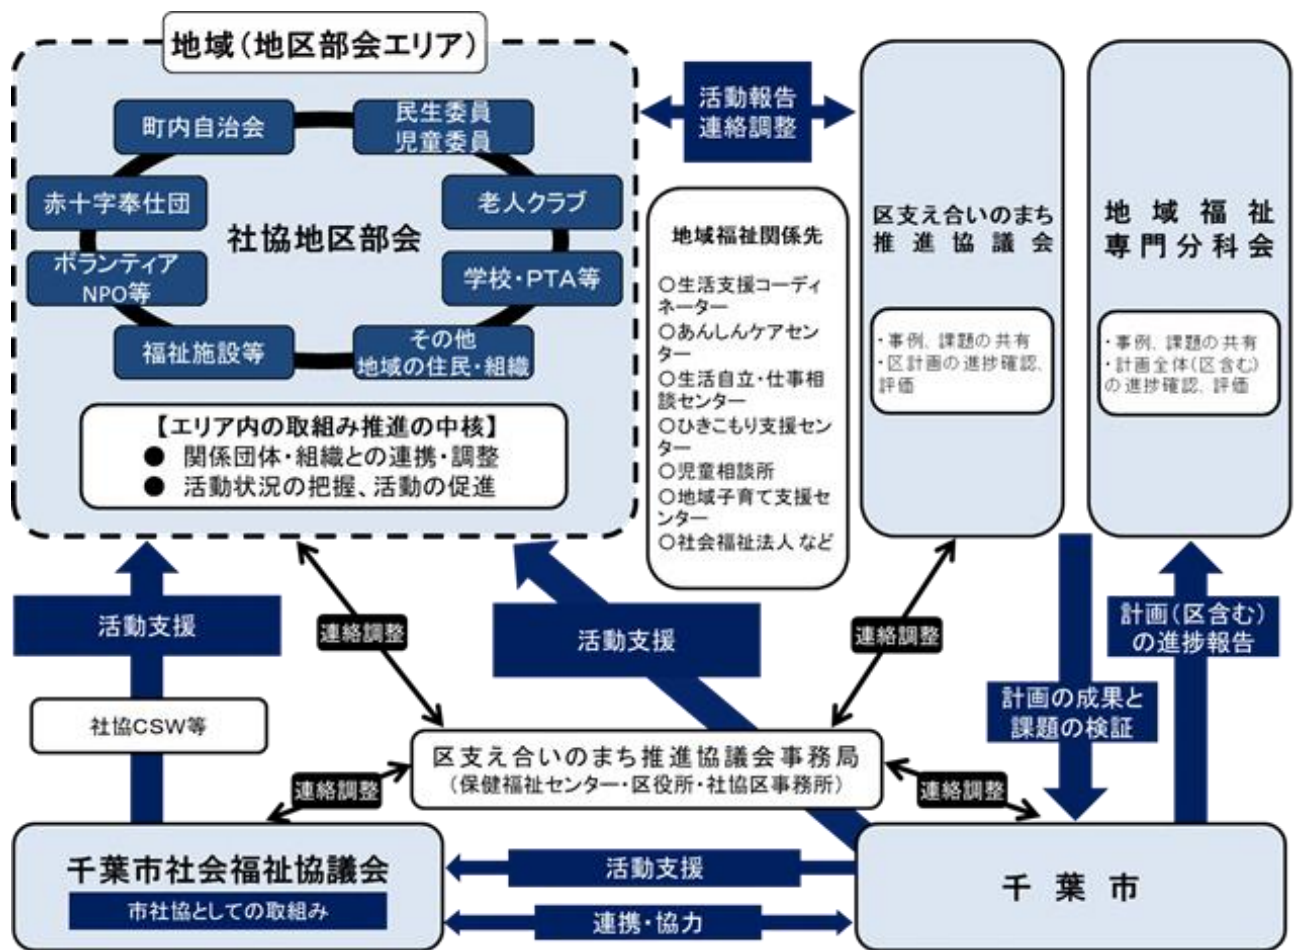 地域(地区部会エリア)
町内自治会
民生委員
児童委員
赤十字奉仕団
老人クラブ
社協地区部会
ボランティア
NPO等
学校・PTA等
福祉施設等
その他
地域の住民・組織
【エリア内の取組み推進の中核】
● 関係団体・組織との連携・調整
● 活動状況の把握、活動の促進
活動報告
連絡調整
地域福祉関係先
○生活支援コーディ
ネーター
○あんしんケアセン
ター
○生活自立・仕事相
談センター
○ひきこもり支援セン
ター
○児童相談所
○地域子育て支援セ
ンター
○社会福祉法人 など
区支え合いのまち
推進協議会
・事例、課題の共有
・区計画の進捗確認、
評価
地域福祉
専門分科会
・事例、課題の共有
・計画全体(区含む)
の進捗確認、評価
活動支援
連絡調整
活動支援
連絡調整
計画(区含む)
の進捗報告
計画の成果と
課題の検証
社協CSW等
区支え合いのまち推進協議会事務局
(保健福祉センター・区役所・社協区事務所)
連絡調整
連絡調整
千葉市社会福祉協議会
市社協としての取組み
活動支援
連携・協力
千葉市